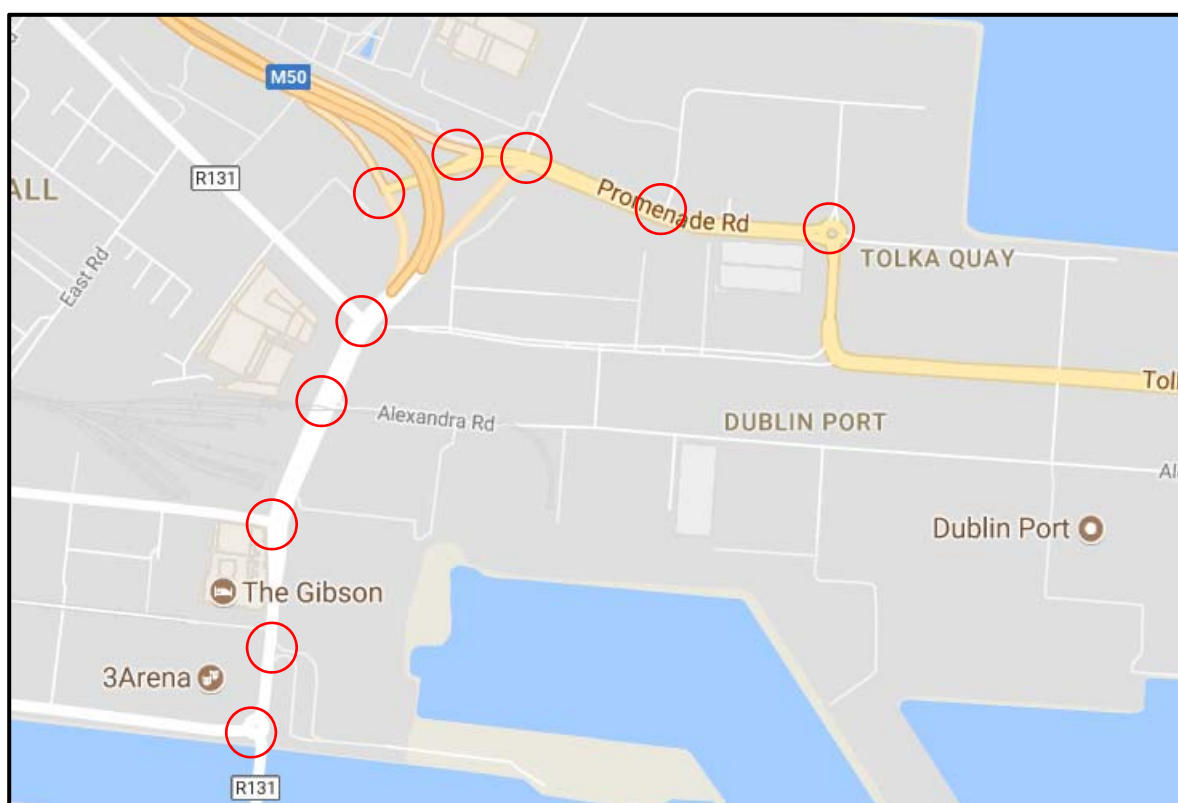 M50
R131
ALL
East Rd
Promenade Rd
TOLKA QUAY
Toll
Alexandra Rd
DUBLIN PORT
Dublin Port
The Gibson
3Arena
R131